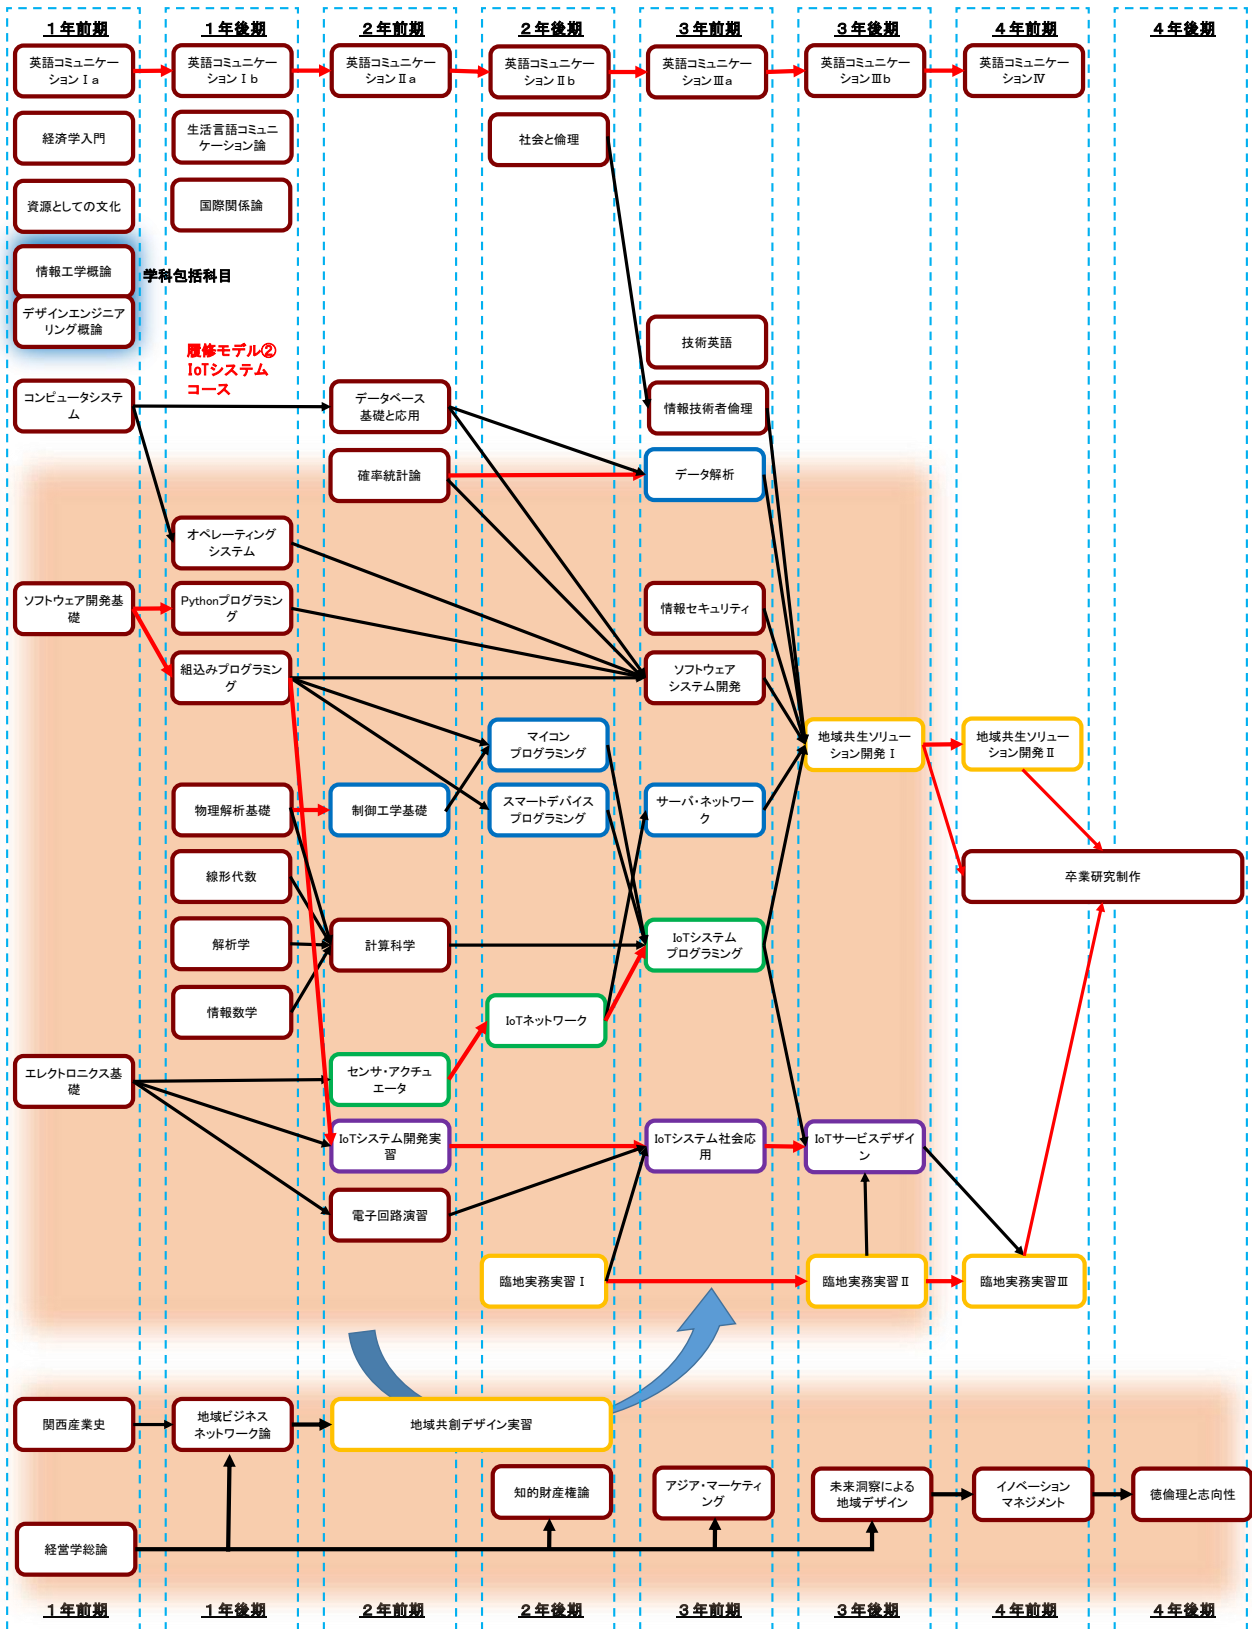 １年前期
１年後期
２年前期
２年後期
３年前期
３年後期
４年前期
４年後期
英語コミュニケー
ションⅠa
英語コミュニケー
ションⅠb
英語コミュニケー
ションⅡa
英語コミュニケー
ションⅡb
英語コミュニケー
ションⅢa
英語コミュニケー
ションⅢb
英語コミュニケー
ションⅣ
経済学入門
生活言語コミュニ
ケーション論
社会と倫理
資源としての文化
国際関係論
情報工学概論
学科包括科目
デザインエンジニア
リング概論
技術英語
履修モデル②
IoTシステム
コース
コンピュータシステ
ム
データベース
基礎と応用
情報技術者倫理
確率統計論
データ解析
オペレーティング
システム
ソフトウェア開発基
礎
Pythonプログラミン
グ
情報セキュリティ
組込みプログラミン
グ
ソフトウェア
システム開発
マイコン
プログラミング
地域共生ソリュー
ション開発Ⅰ
地域共生ソリュー
ション開発Ⅱ
物理解析基礎
制御工学基礎
スマートデバイス
プログラミング
サーバ・ネットワー
ク
線形代数
卒業研究制作
解析学
計算科学
IoTシステム
プログラミング
情報数学
IoTネットワーク
エレクトロニクス基
礎
センサ・アクチュ
エータ
IoTシステム開発実
習
IoTシステム社会応
用
IoTサービスデザイ
ン
電子回路演習
臨地実務実習Ⅰ
臨地実務実習Ⅱ
臨地実務実習Ⅲ
関西産業史
地域ビジネス
ネットワーク論
地域共創デザイン実習
知的財産権論
アジア・マーケティ
ング
未来洞察による
地域デザイン
イノベーション
マネジメント
徳倫理と志向性
経営学総論
１年前期
１年後期
２年前期
２年後期
３年前期
３年後期
４年前期
４年後期